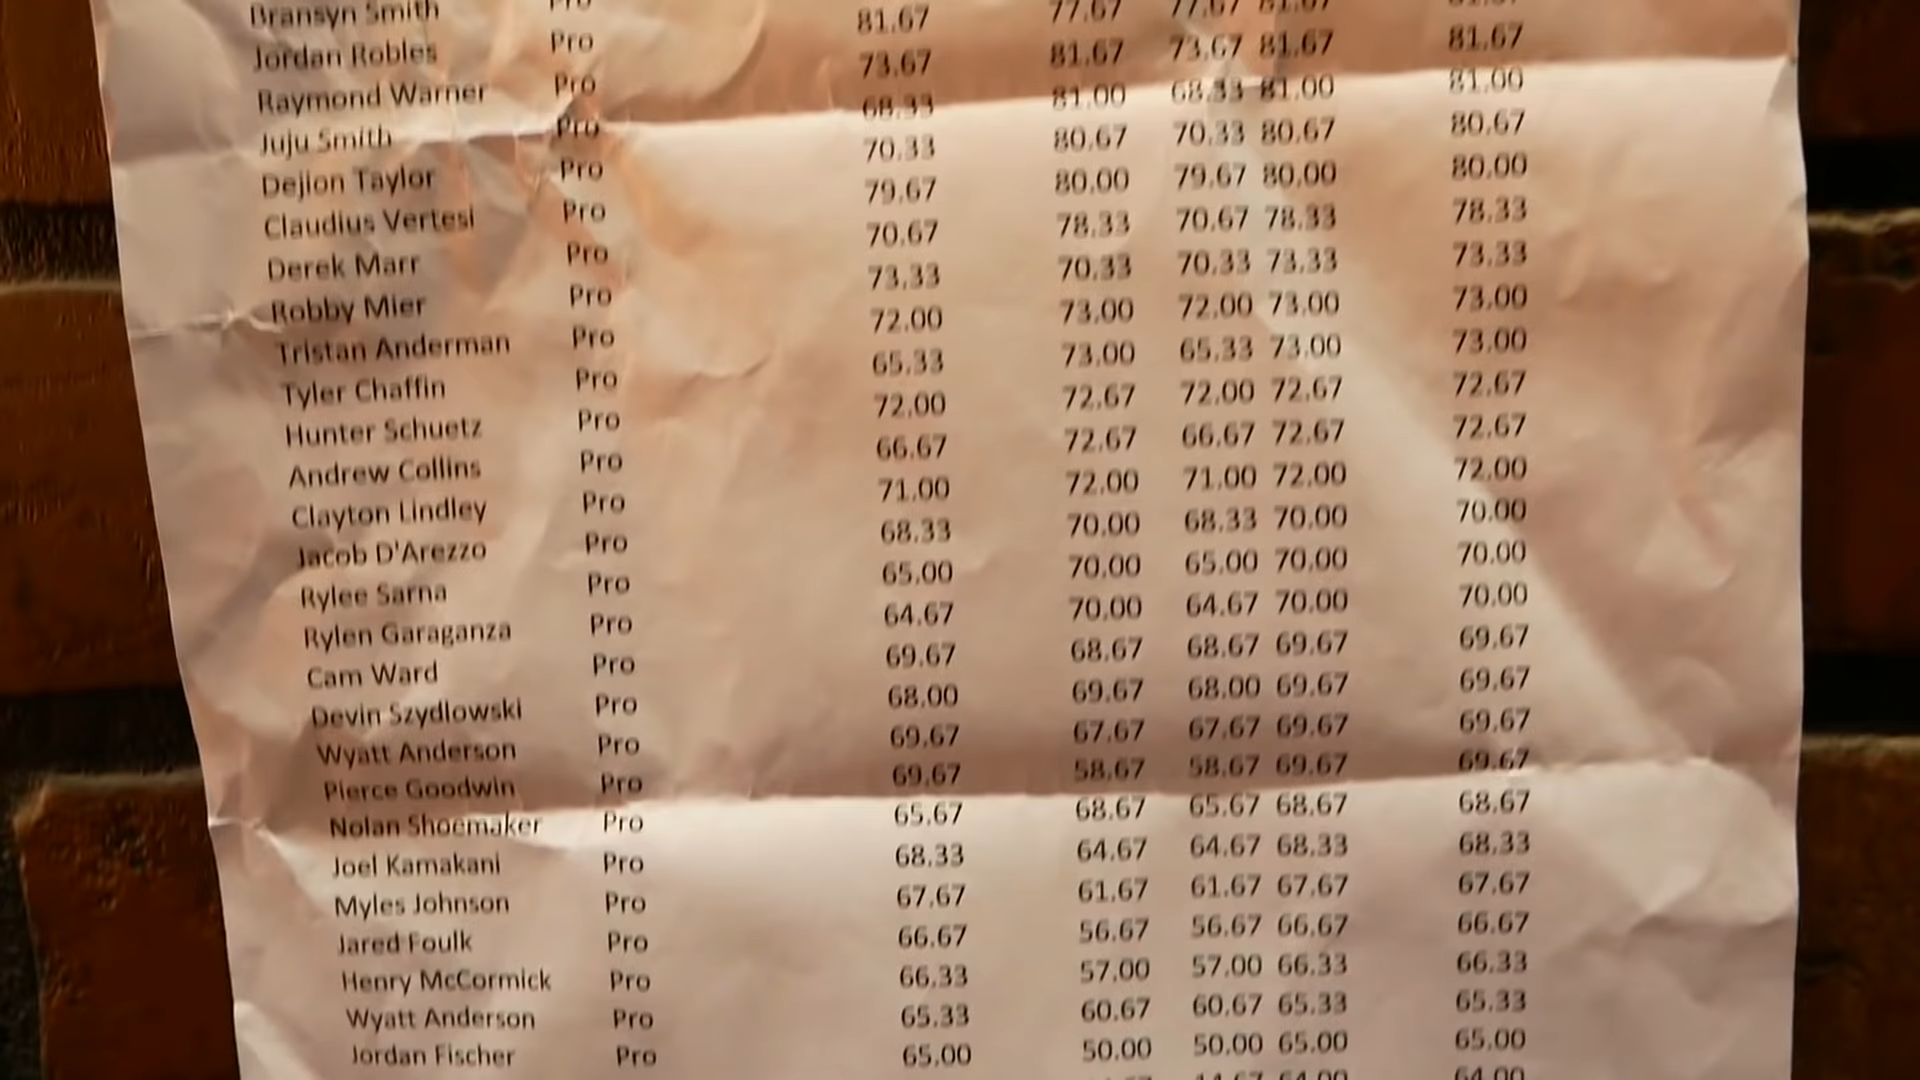 Bransyn Smith Pro
Jordan Robles Pro 81.67 77.67 77.67 81.67 81.67
Raymond Warner Pro 73.67 81.67 73.67 81.67 81.67
Juju Smith Pro 68.33 81.00 68.33 81.00 81.00
Dejion Taylor Pro 70.33 80.67 70.33 80.67 80.67
Claudius Vertesi Pro 79.67 80.00 79.67 80.00 80.00
Derek Marr Pro 70.67 78.33 70.67 78.33 78.33
Robby Mier Pro 73.33 70.33 70.33 73.33 73.33
Tristan Anderman Pro 72.00 73.00 72.00 73.00 73.00
Tyler Chaffin Pro 65.33 73.00 65.33 73.00 73.00
Hunter Schuetz Pro 72.00 72.67 72.00 72.67 72.67
Andrew Collins Pro 66.67 72.67 66.67 72.67 72.67
Clayton Lindley Pro 71.00 72.00 71.00 72.00 72.00
Jacob D'Arezzo Pro 68.33 70.00 68.33 70.00 70.00
Rylee Sarna Pro 65.00 70.00 65.00 70.00 70.00
Rylen Garaganza Pro 64.67 70.00 64.67 70.00 70.00
Cam Ward Pro 69.67 68.67 68.67 69.67 69.67
Devin Szydlowski Pro 68.00 69.67 68.00 69.67 69.67
Wyatt Anderson Pro 69.67 67.67 67.67 69.67 69.67
Pierce Goodwin Pro 69.67 58.67 58.67 69.67 69.67
Nolan Shoemaker Pro 65.67 68.67 65.67 68.67 68.67
Joel Kamakani Pro 68.33 64.67 64.67 68.33 68.33
Myles Johnson Pro 67.67 61.67 61.67 67.67 67.67
Jared Foulk Pro 66.67 56.67 56.67 66.67 66.67
Henry McCormick Pro 66.33 57.00 57.00 66.33 66.33
Wyatt Anderson Pro 65.33 60.67 60.67 65.33 65.33
Jordan Fischer Pro 65.00 50.00 50.00 65.00 65.00